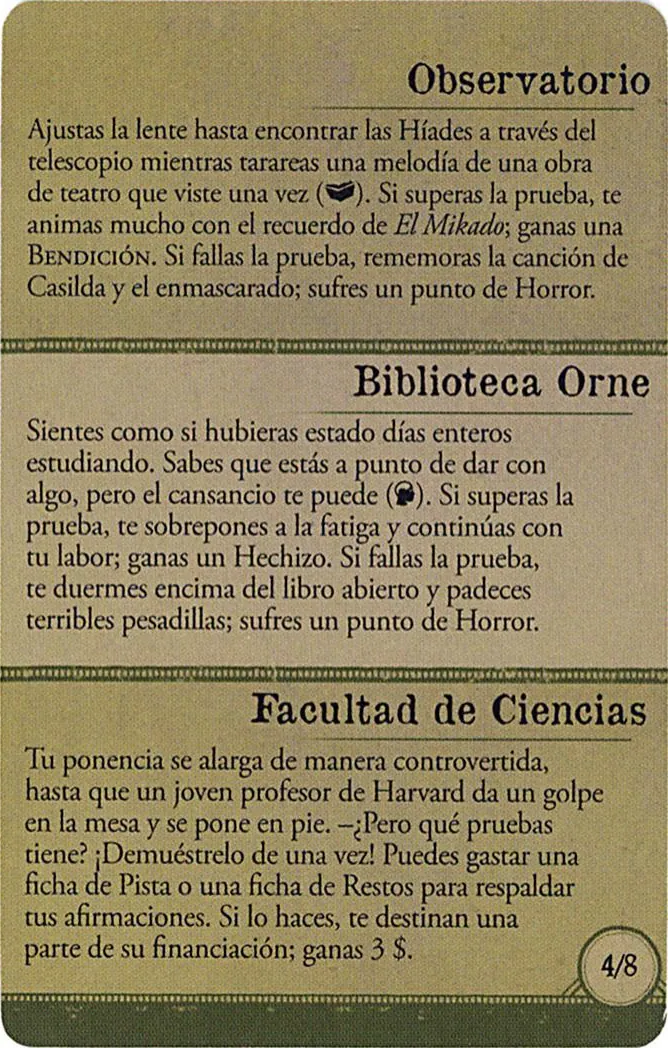 Observatorio
Ajustas la lente hasta encontrar las Híades a través del
telescopio mientras tarareas una melodía de una obra
de teatro que viste una vez (). Si superas la prueba, te
animas mucho con el recuerdo de El Mikado; ganas una
BENDICIÓN. Si fallas la prueba, rememoras la canción de
Casilda y el enmascarado; sufres un punto de Horror.
Biblioteca Orne
Sientes como si hubieras estado días enteros
estudiando. Sabes que estás a punto de dar con
algo, pero el cansancio te puede (). Si superas la
prueba, te sobrepones a la fatiga y continúas con
tu labor; ganas un Hechizo. Si fallas la prueba,
te duermes encima del libro abierto y padeces
terribles pesadillas; sufres un punto de Horror.
Facultad de Ciencias
Tu ponencia se alarga de manera controvertida,
hasta que un joven profesor de Harvard da un golpe
en la mesa y se pone en pie. –¿Pero qué pruebas
tiene? ¡Demuéstrelo de una vez! Puedes gastar una
ficha de Pista o una ficha de Restos para respaldar
tus afirmaciones. Si lo haces, te destinan una
parte de su financiación; ganas 3 $.
4/8